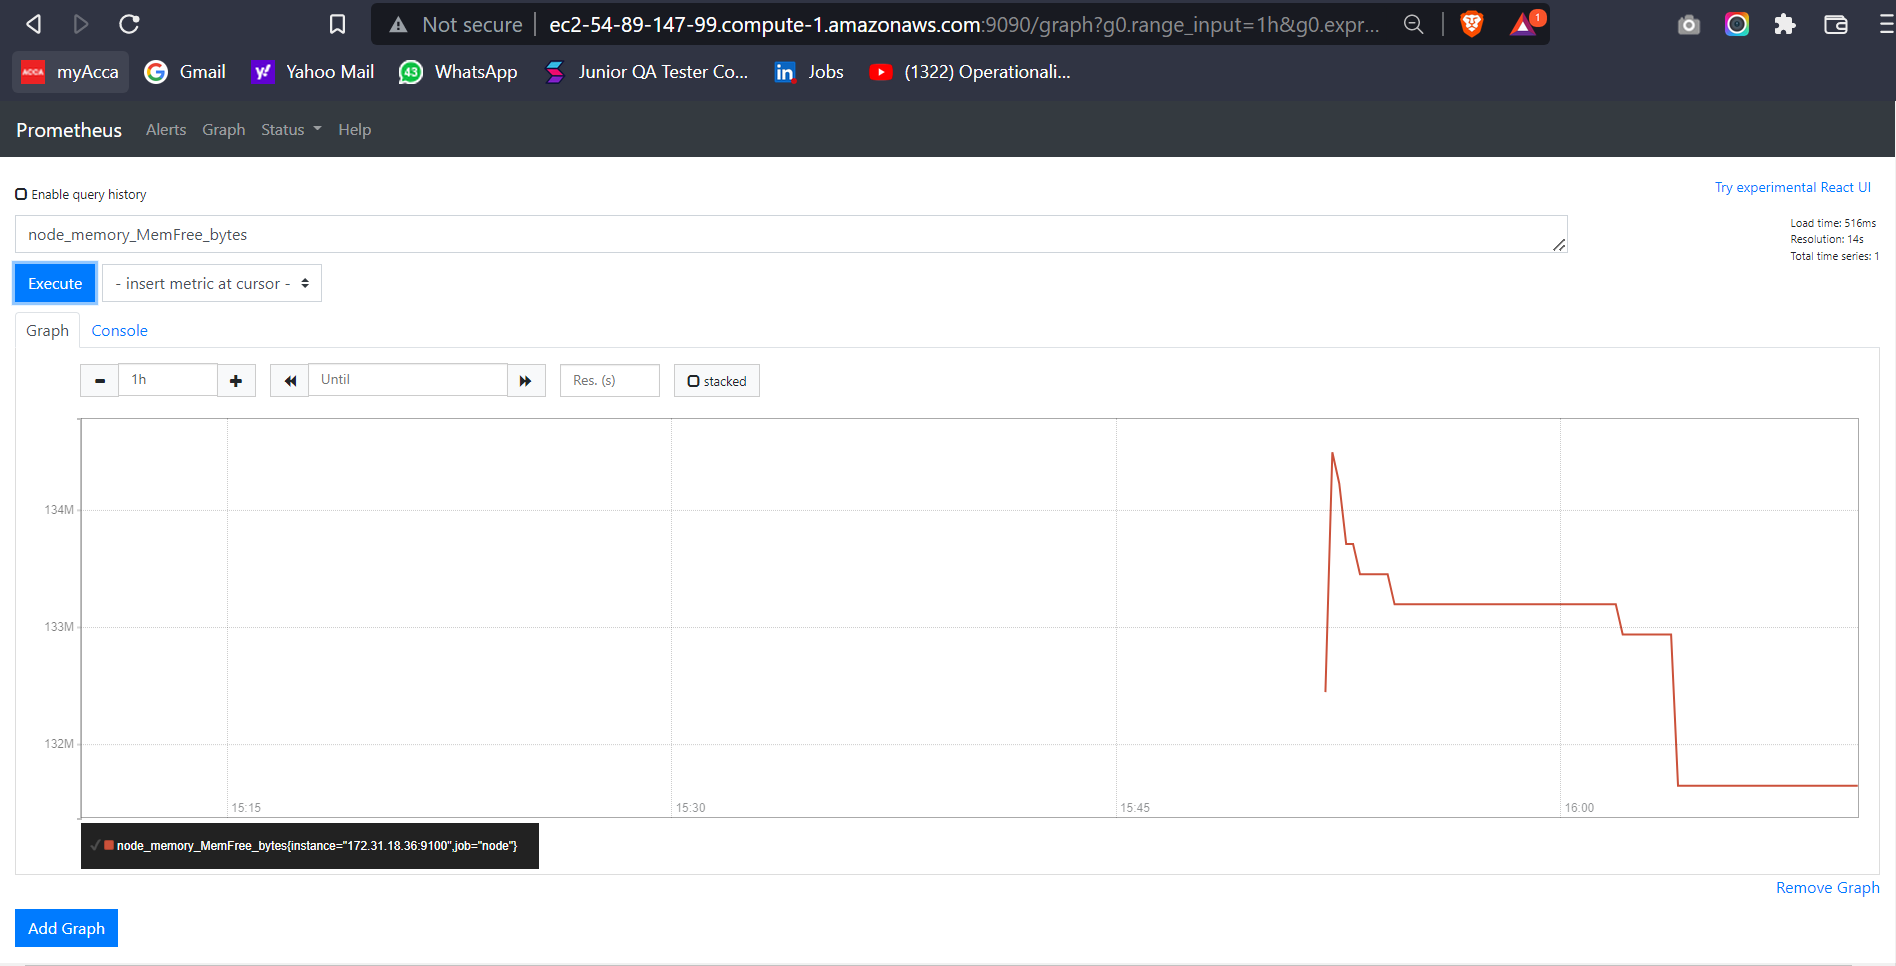 Not secure ec2-54-89-147-99.compute-1.amazonaws.com:9090/graph?g0.range_input=1h&g0.expr... 1
ACCA myAcca G Gmail y! Yahoo Mail 43 WhatsApp Junior QA Tester Co... in Jobs (1322) Operationali...
Prometheus Alerts Graph Status Help
Enable query history
Try experimental React UI
node_memory_MemFree_bytes
Load time: 516ms
Resolution: 14s
Total time series: 1
Execute - insert metric at cursor -
Graph Console
1h Until Res. (s) stacked
134M
133M
132M
15:15 15:30 15:45 16:00
node_memory_MemFree_bytes{instance="172.31.18.36:9100",job="node"}
Remove Graph
Add Graph